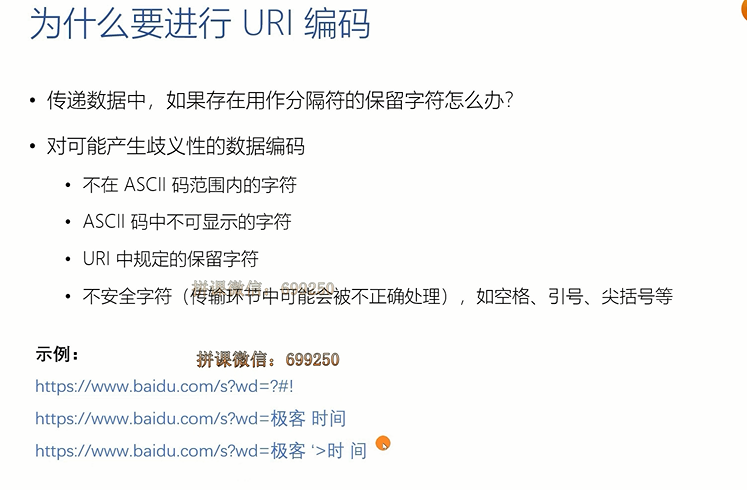 为什么要进行 URI 编码
• 传递数据中，如果存在用作分隔符的保留字符怎么办？
• 对可能产生歧义性的数据编码
• 不在 ASCII 码范围内的字符
• ASCII 码中不可显示的字符
• URI 中规定的保留字符
拼课微信：699250
• 不安全字符（传输环节中可能会被不正确处理），如空格、引号、尖括号等
示例：
拼课微信：699250
https://www.baidu.com/s?wd=?#!
https://www.baidu.com/s?wd=极客 时间
https://www.baidu.com/s?wd=极客 ‘>时 间